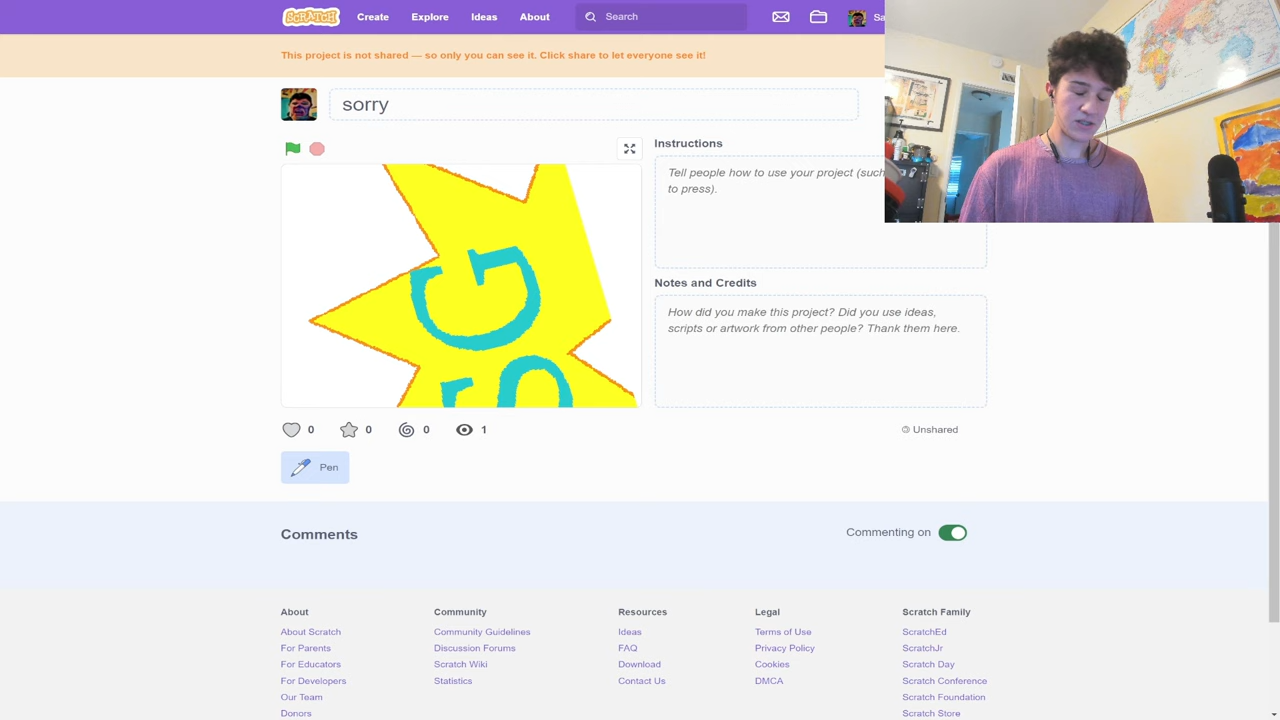 SCRATCH
Create
Explore
Ideas
About
Search
Sa
This project is not shared — so only you can see it. Click share to let everyone see it!
sorry
Instructions
Tell people how to use your project (such
to press).
G
Notes and Credits
How did you make this project? Did you use ideas,
scripts or artwork from other people? Thank them here.
0
0
0
1
Unshared
Pen
Comments
Commenting on
About
About Scratch
For Parents
For Educators
For Developers
Our Team
Donors
Community
Community Guidelines
Discussion Forums
Scratch Wiki
Statistics
Resources
Ideas
FAQ
Download
Contact Us
Legal
Terms of Use
Privacy Policy
Cookies
DMCA
Scratch Family
ScratchEd
ScratchJr
Scratch Day
Scratch Conference
Scratch Foundation
Scratch Store